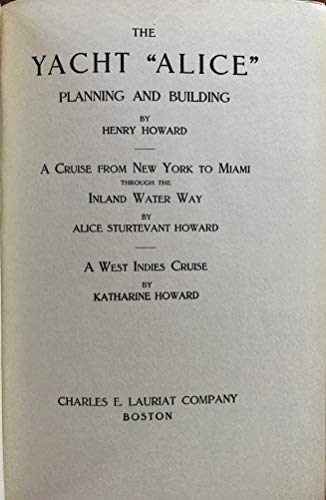 THE
YACHT "ALICE"
PLANNING AND BUILDING
BY
HENRY HOWARD
A CRUISE FROM NEW YORK TO MIAMI
THROUGH THE
INLAND WATER WAY
BY
ALICE STURTEVANT HOWARD
A WEST INDIES CRUISE
BY
KATHARINE HOWARD
CHARLES E. LAURIAT COMPANY
BOSTON